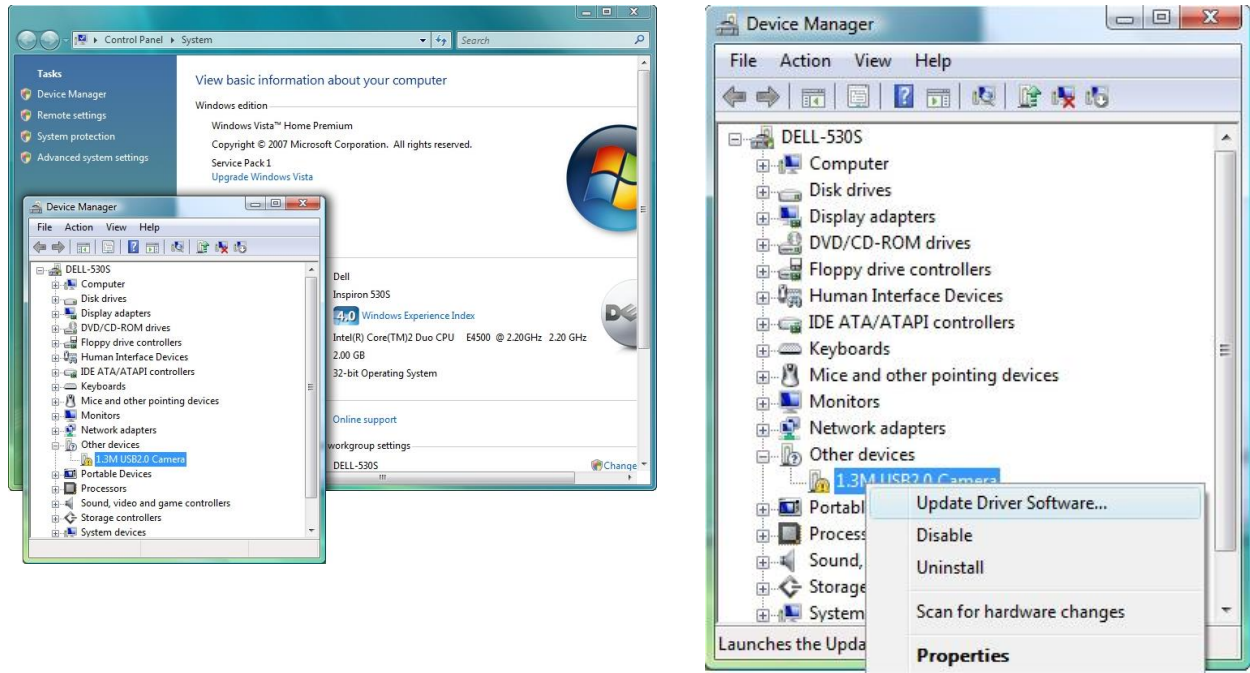 Control Panel ▸ System
Search
Tasks
Device Manager
Remote settings
System protection
Advanced system settings
View basic information about your computer
Windows edition
Windows Vista™ Home Premium
Copyright © 2007 Microsoft Corporation. All rights reserved.
Service Pack 1
Upgrade Windows Vista
Dell
Inspiron 530S
4,0 Windows Experience Index
Intel(R) Core(TM)2 Duo CPU E4500 @ 2.20GHz 2.20 GHz
2.00 GB
32-bit Operating System
Online support
workgroup settings
DELL-530S
Change
Device Manager
File Action View Help
DELL-530S
Computer
Disk drives
Display adapters
DVD/CD-ROM drives
Floppy drive controllers
Human Interface Devices
IDE ATA/ATAPI controllers
Keyboards
Mice and other pointing devices
Monitors
Network adapters
Other devices
1.3M USB2.0 Camera
Portable Devices
Processors
Sound, video and game controllers
Storage controllers
System devices
Device Manager
File Action View Help
DELL-530S
Computer
Disk drives
Display adapters
DVD/CD-ROM drives
Floppy drive controllers
Human Interface Devices
IDE ATA/ATAPI controllers
Keyboards
Mice and other pointing devices
Monitors
Network adapters
Other devices
1.3M USB2.0 Camera
Portabl
Process
Sound,
Storage
System
Launches the Upda
Update Driver Software...
Disable
Uninstall
Scan for hardware changes
Properties